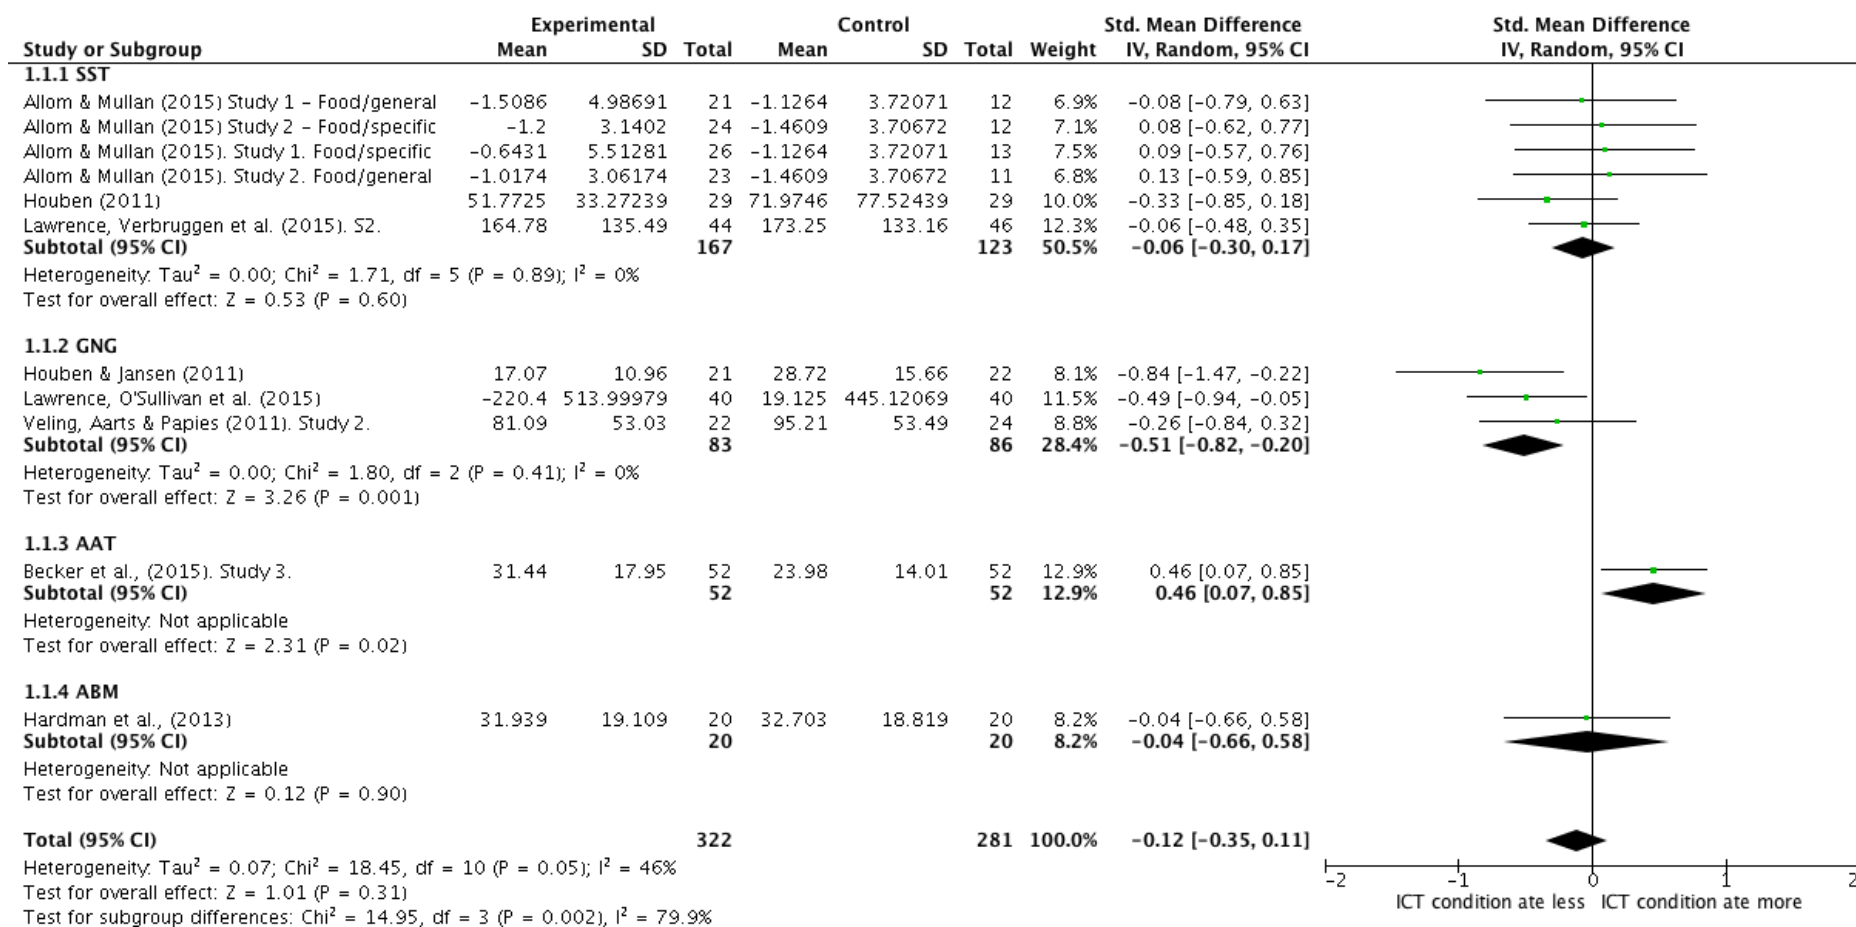 Experimental Control Std. Mean Difference Std. Mean Difference
Study or Subgroup Mean SD Total Mean SD Total Weight IV, Random, 95% CI IV, Random, 95% CI
1.1.1 SST
Allom & Mullan (2015) Study 1 – Food/general -1.5086 4.98691 21 -1.1264 3.72071 12 6.9% -0.08 [-0.79, 0.63]
Allom & Mullan (2015) Study 2 – Food/specific -1.2 3.1402 24 -1.4609 3.70672 12 7.1% 0.08 [-0.62, 0.77]
Allom & Mullan (2015). Study 1. Food/specific -0.6431 5.51281 26 -1.1264 3.72071 13 7.5% 0.09 [-0.57, 0.76]
Allom & Mullan (2015). Study 2. Food/general -1.0174 3.06174 23 -1.4609 3.70672 11 6.8% 0.13 [-0.59, 0.85]
Houben (2011) 51.7725 33.27239 29 71.9746 77.52439 29 10.0% -0.33 [-0.85, 0.18]
Lawrence, Verbruggen et al. (2015). S2. 164.78 135.49 44 173.25 133.16 46 12.3% -0.06 [-0.48, 0.35]
Subtotal (95% CI) 167 123 50.5% -0.06 [-0.30, 0.17]
Heterogeneity: Tau² = 0.00; Chi² = 1.71, df = 5 (P = 0.89); I² = 0%
Test for overall effect: Z = 0.53 (P = 0.60)
1.1.2 GNG
Houben & Jansen (2011) 17.07 10.96 21 28.72 15.66 22 8.1% -0.84 [-1.47, -0.22]
Lawrence, O'Sullivan et al. (2015) -220.4 513.99979 40 19.125 445.12069 40 11.5% -0.49 [-0.94, -0.05]
Veling, Aarts & Papies (2011). Study 2. 81.09 53.03 22 95.21 53.49 24 8.8% -0.26 [-0.84, 0.32]
Subtotal (95% CI) 83 86 28.4% -0.51 [-0.82, -0.20]
Heterogeneity: Tau² = 0.00; Chi² = 1.80, df = 2 (P = 0.41); I² = 0%
Test for overall effect: Z = 3.26 (P = 0.001)
1.1.3 AAT
Becker et al., (2015). Study 3. 31.44 17.95 52 23.98 14.01 52 12.9% 0.46 [0.07, 0.85]
Subtotal (95% CI) 52 52 12.9% 0.46 [0.07, 0.85]
Heterogeneity: Not applicable
Test for overall effect: Z = 2.31 (P = 0.02)
1.1.4 ABM
Hardman et al., (2013) 31.939 19.109 20 32.703 18.819 20 8.2% -0.04 [-0.66, 0.58]
Subtotal (95% CI) 20 20 8.2% -0.04 [-0.66, 0.58]
Heterogeneity: Not applicable
Test for overall effect: Z = 0.12 (P = 0.90)
Total (95% CI) 322 281 100.0% -0.12 [-0.35, 0.11]
Heterogeneity: Tau² = 0.07; Chi² = 18.45, df = 10 (P = 0.05); I² = 46%
Test for overall effect: Z = 1.01 (P = 0.31)
Test for subgroup differences: Chi² = 14.95, df = 3 (P = 0.002), I² = 79.9%
-2 -1 0 1 2
ICT condition ate less ICT condition ate more